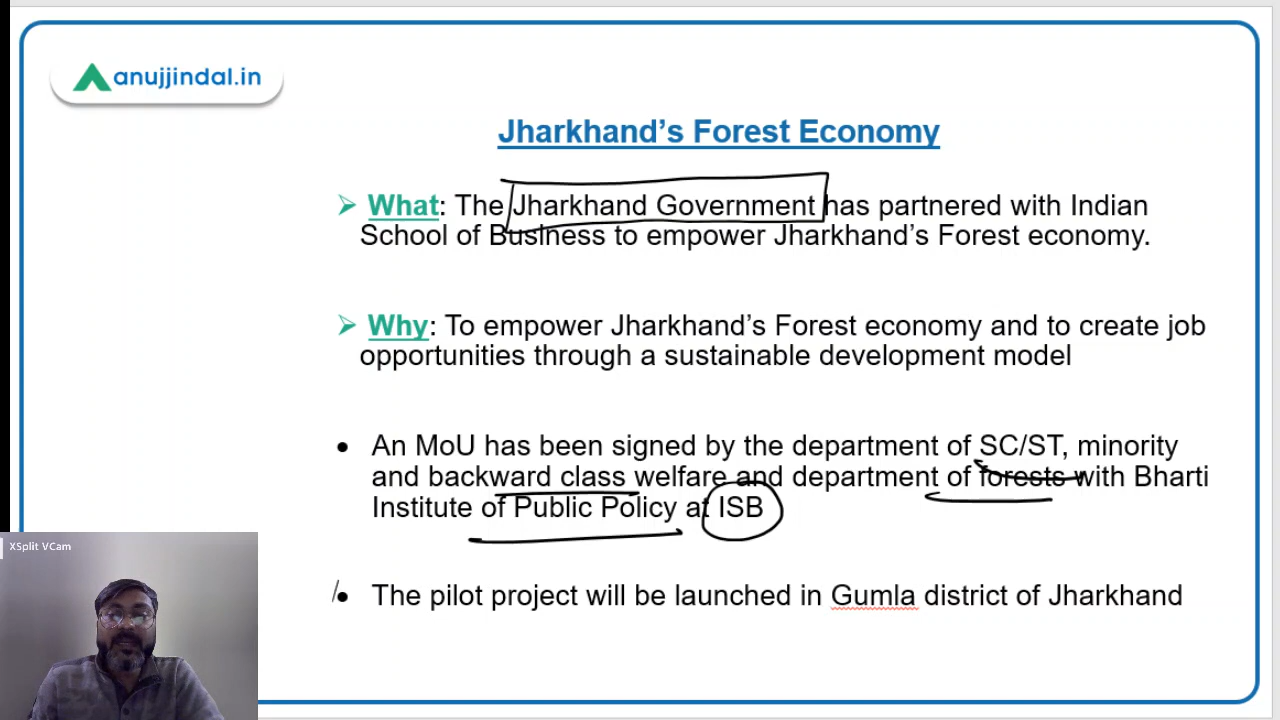 anujjindal.in
Jharkhand’s Forest Economy
➢ What: The Jharkhand Government has partnered with Indian
School of Business to empower Jharkhand’s Forest economy.
➢ Why: To empower Jharkhand’s Forest economy and to create job
opportunities through a sustainable development model
• An MoU has been signed by the department of SC/ST, minority
and backward class welfare and department of forests with Bharti
Institute of Public Policy at ISB
XSplit VCam
• The pilot project will be launched in Gumla district of Jharkhand